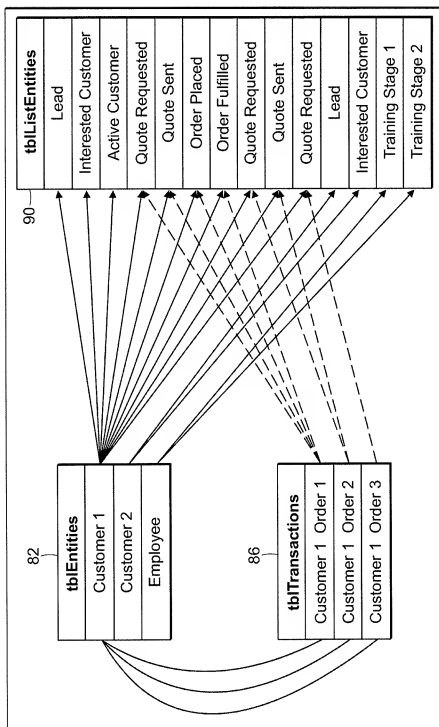 90
tblListEntities
Lead
Interested Customer
Active Customer
Quote Requested
Quote Sent
Order Placed
Order Fulfilled
Quote Requested
Quote Sent
Quote Requested
Lead
Interested Customer
Training Stage 1
Training Stage 2
82
tblEntities
Customer 1
Customer 2
Employee
86
tblTransactions
Customer 1 Order 1
Customer 1 Order 2
Customer 1 Order 3